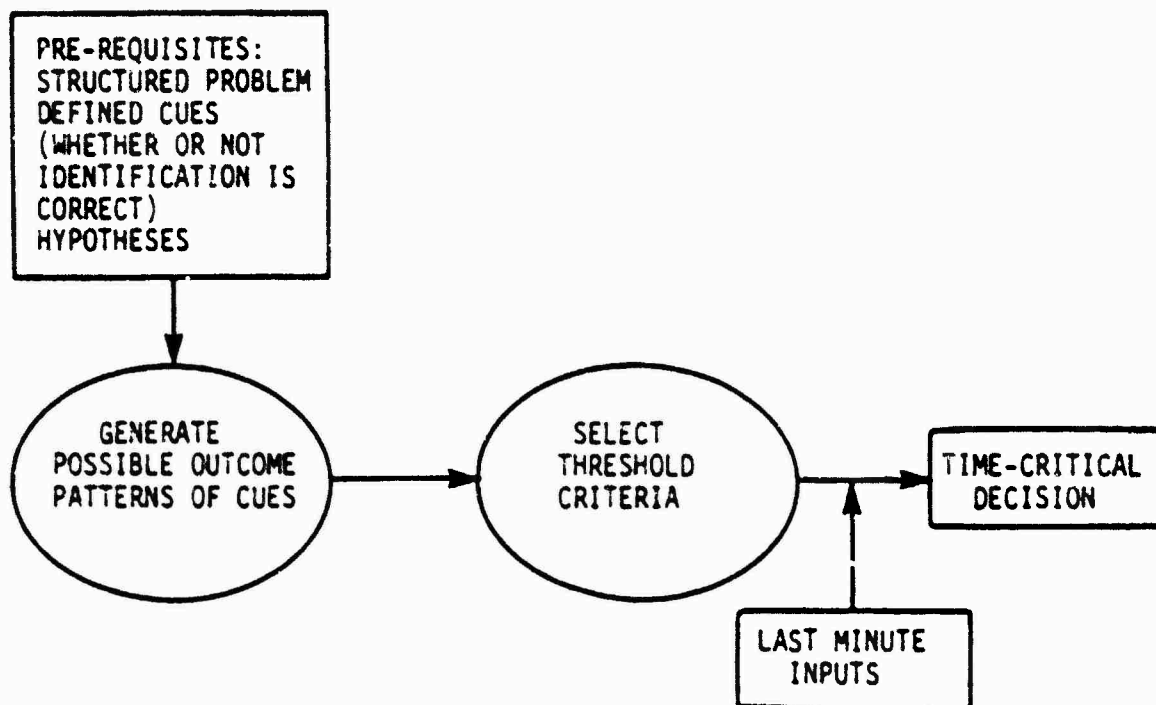 PRE-REQUISITES:
STRUCTURED PROBLEM
DEFINED CUES
(WHETHER OR NOT
IDENTIFICATION IS
CORRECT)
HYPOTHESES
GENERATE
POSSIBLE OUTCOME
PATTERNS OF CUES
SELECT
THRESHOLD
CRITERIA
TIME-CRITICAL
DECISION
LAST MINUTE
INPUTS